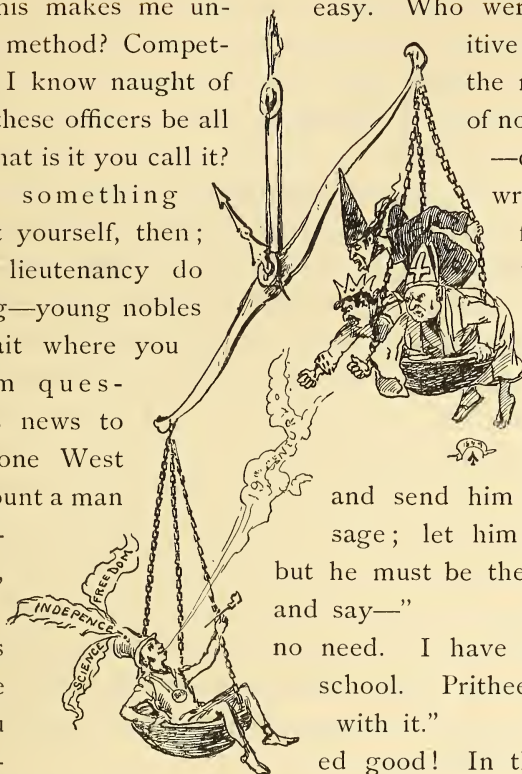 his makes me un- easy. Who wer
method? Compet- itive
I know naught of the
these officers be all of no
hat is it you call it?
something wr
yourself, then;
lieutenancy do
g—young nobles
ait where you
m ques-
news to
one West
ount a man and send him
sage; let him
but he must be the
and say—”
no need. I have
school. Prithee
with it.”
ed good! In t
19TH CENTURY
FREEDOM
INDEPENCE
SCIENCE